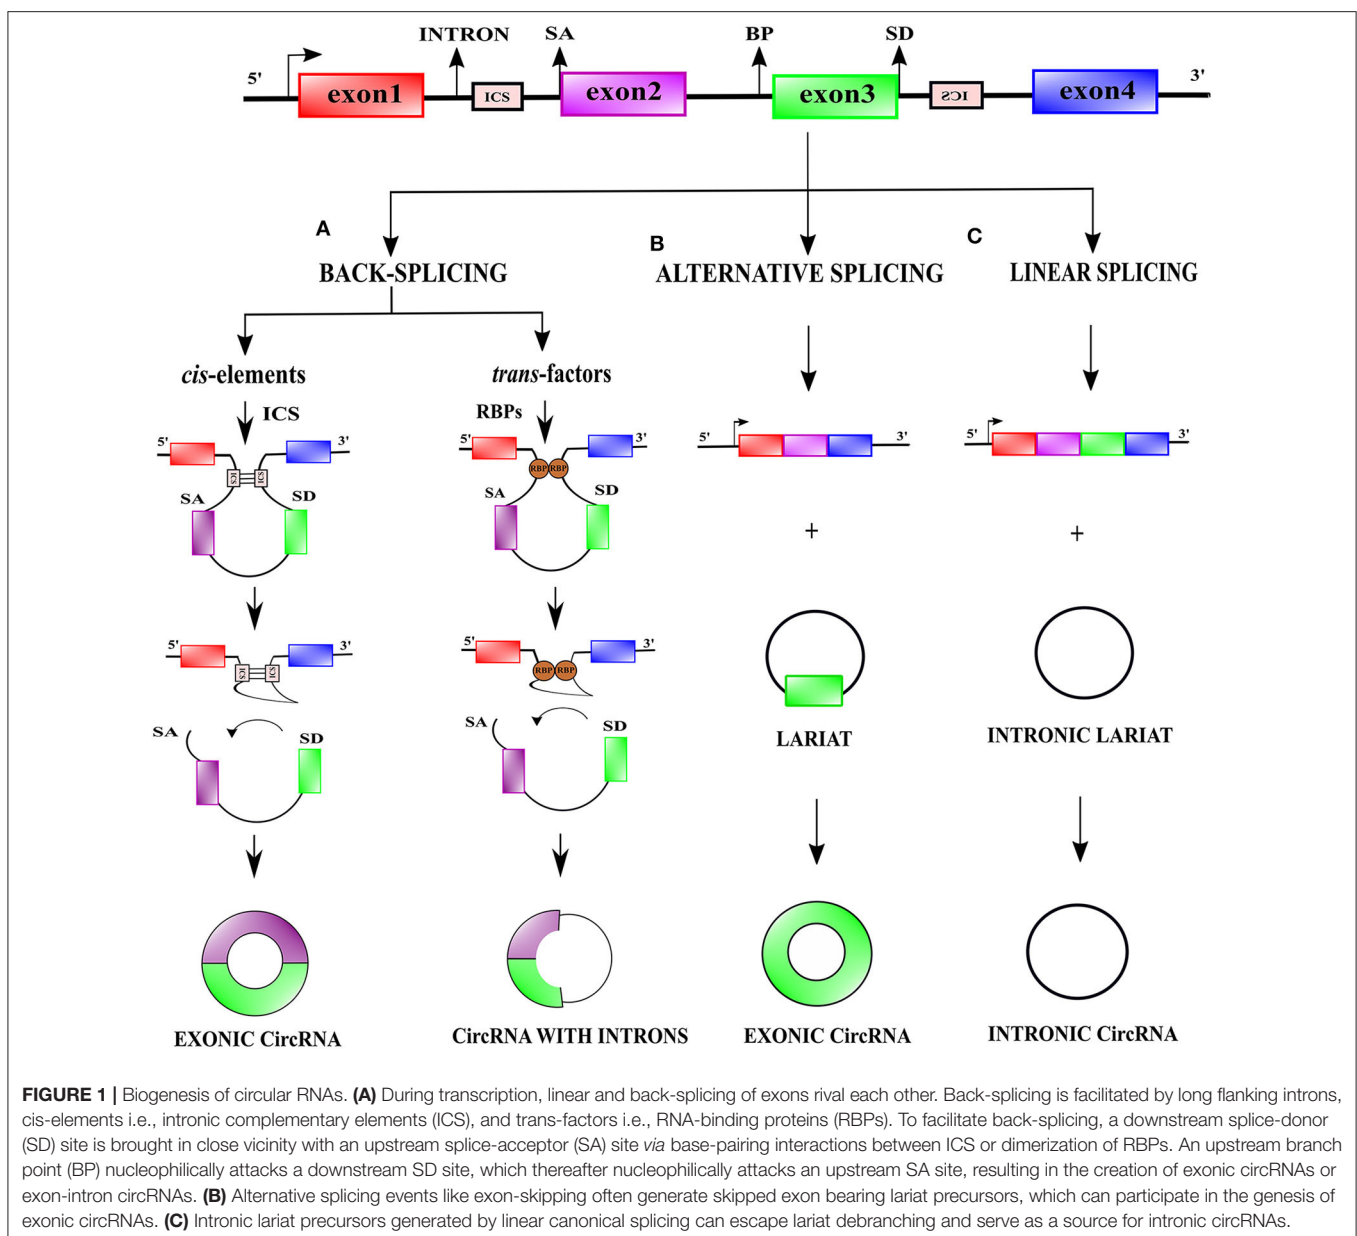 INTRON SA BP SD
5' 3'
exon1 ICS exon2 exon3 ICS exon4
A B C
BACK-SPLICING ALTERNATIVE SPLICING LINEAR SPLICING
cis-elements trans-factors
ICS RBPs
5' 3' 5' 3' 5' 3' 5' 3'
ICS ICS RBP RBP
SA SD SA SD
+ +
5' 3' 5' 3'
ICS ICS RBP RBP
SA SD SA SD
LARIAT INTRONIC LARIAT
EXONIC CircRNA CircRNA WITH INTRONS EXONIC CircRNA INTRONIC CircRNA
FIGURE 1 | Biogenesis of circular RNAs. (A) During transcription, linear and back-splicing of exons rival each other. Back-splicing is facilitated by long flanking introns,
cis-elements i.e., intronic complementary elements (ICS), and trans-factors i.e., RNA-binding proteins (RBPs). To facilitate back-splicing, a downstream splice-donor
(SD) site is brought in close vicinity with an upstream splice-acceptor (SA) site via base-pairing interactions between ICS or dimerization of RBPs. An upstream branch
point (BP) nucleophilically attacks a downstream SD site, which thereafter nucleophilically attacks an upstream SA site, resulting in the creation of exonic circRNAs or
exon-intron circRNAs. (B) Alternative splicing events like exon-skipping often generate skipped exon bearing lariat precursors, which can participate in the genesis of
exonic circRNAs. (C) Intronic lariat precursors generated by linear canonical splicing can escape lariat debranching and serve as a source for intronic circRNAs.